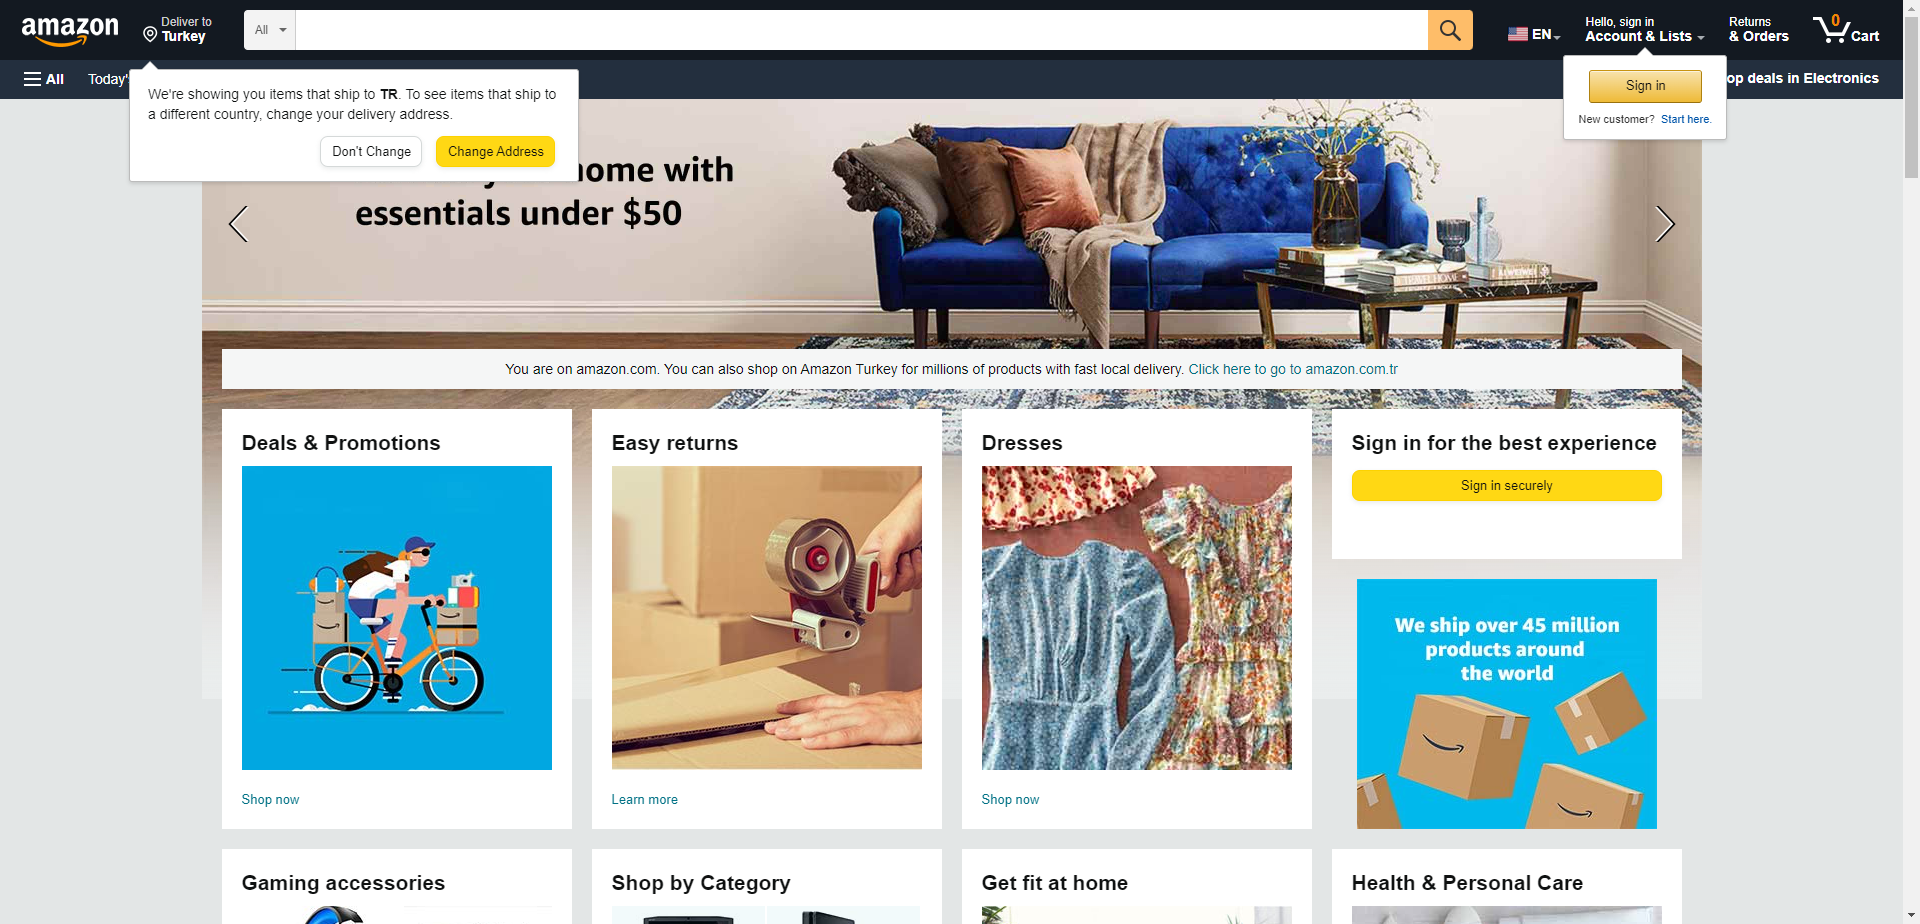 amazon
Deliver to
Turkey
All
EN
Hello, sign in
Account & Lists
Returns
& Orders
0
Cart
All
Today's
op deals in Electronics
We're showing you items that ship to TR. To see items that ship to
a different country, change your delivery address.
Don't Change
Change Address
Sign in
New customer? Start here.
home with
essentials under $50
You are on amazon.com. You can also shop on Amazon Turkey for millions of products with fast local delivery. Click here to go to amazon.com.tr
Deals & Promotions
Shop now
Easy returns
Learn more
Dresses
Shop now
Sign in for the best experience
Sign in securely
We ship over 45 million
products around
the world
Gaming accessories
Shop by Category
Get fit at home
Health & Personal Care